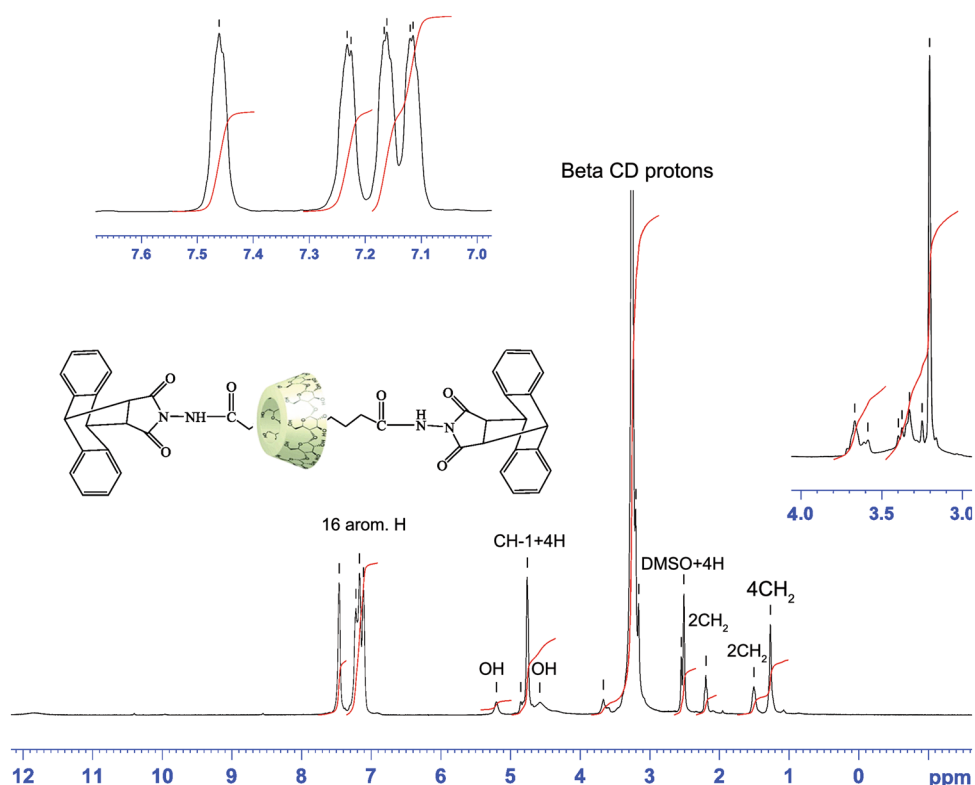 7.6 7.5 7.4 7.3 7.2 7.1 7.0
Beta CD protons
4.0 3.5 3.0
O O
N NH
O
O
O
NH
N
O
O
16 arom. H
CH-1+4H
OH
OH
DMSO+4H
2CH₂
2CH₂
4CH₂
12 11 10 9 8 7 6 5 4 3 2 1 0 ppm